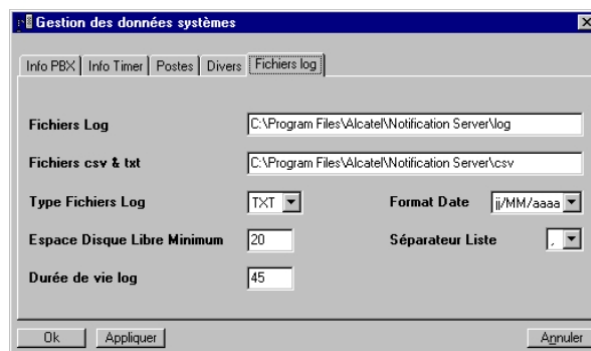 Gestion des données systèmes
Info PBX Info Timer Postes Divers Fichiers log
Fichiers Log C:\Program Files\Alcatel\Notification Server\log
Fichiers csv & txt C:\Program Files\Alcatel\Notification Server\csv
Type Fichiers Log TXT Format Date jj/MM/aaaa
Espace Disque Libre Minimum 20 Séparateur Liste ,
Durée de vie log 45
Ok Appliquer Annuler